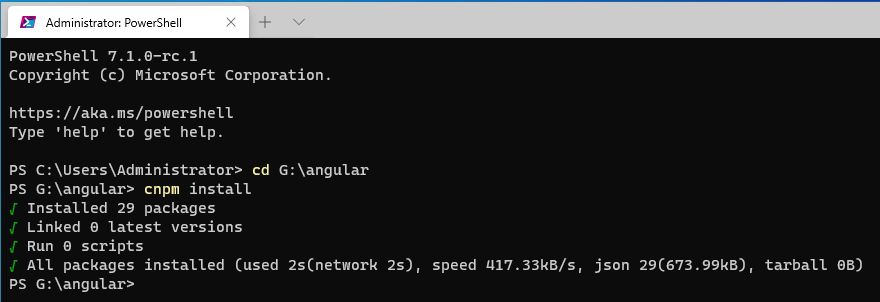 Administrator: PowerShell
PowerShell 7.1.0-rc.1
Copyright (c) Microsoft Corporation.
https://aka.ms/powershell
Type 'help' to get help.
PS C:\Users\Administrator> cd G:\angular
PS G:\angular> cnpm install
√ Installed 29 packages
√ Linked 0 latest versions
√ Run 0 scripts
√ All packages installed (used 2s(network 2s), speed 417.33kB/s, json 29(673.99kB), tarball 0B)
PS G:\angular>